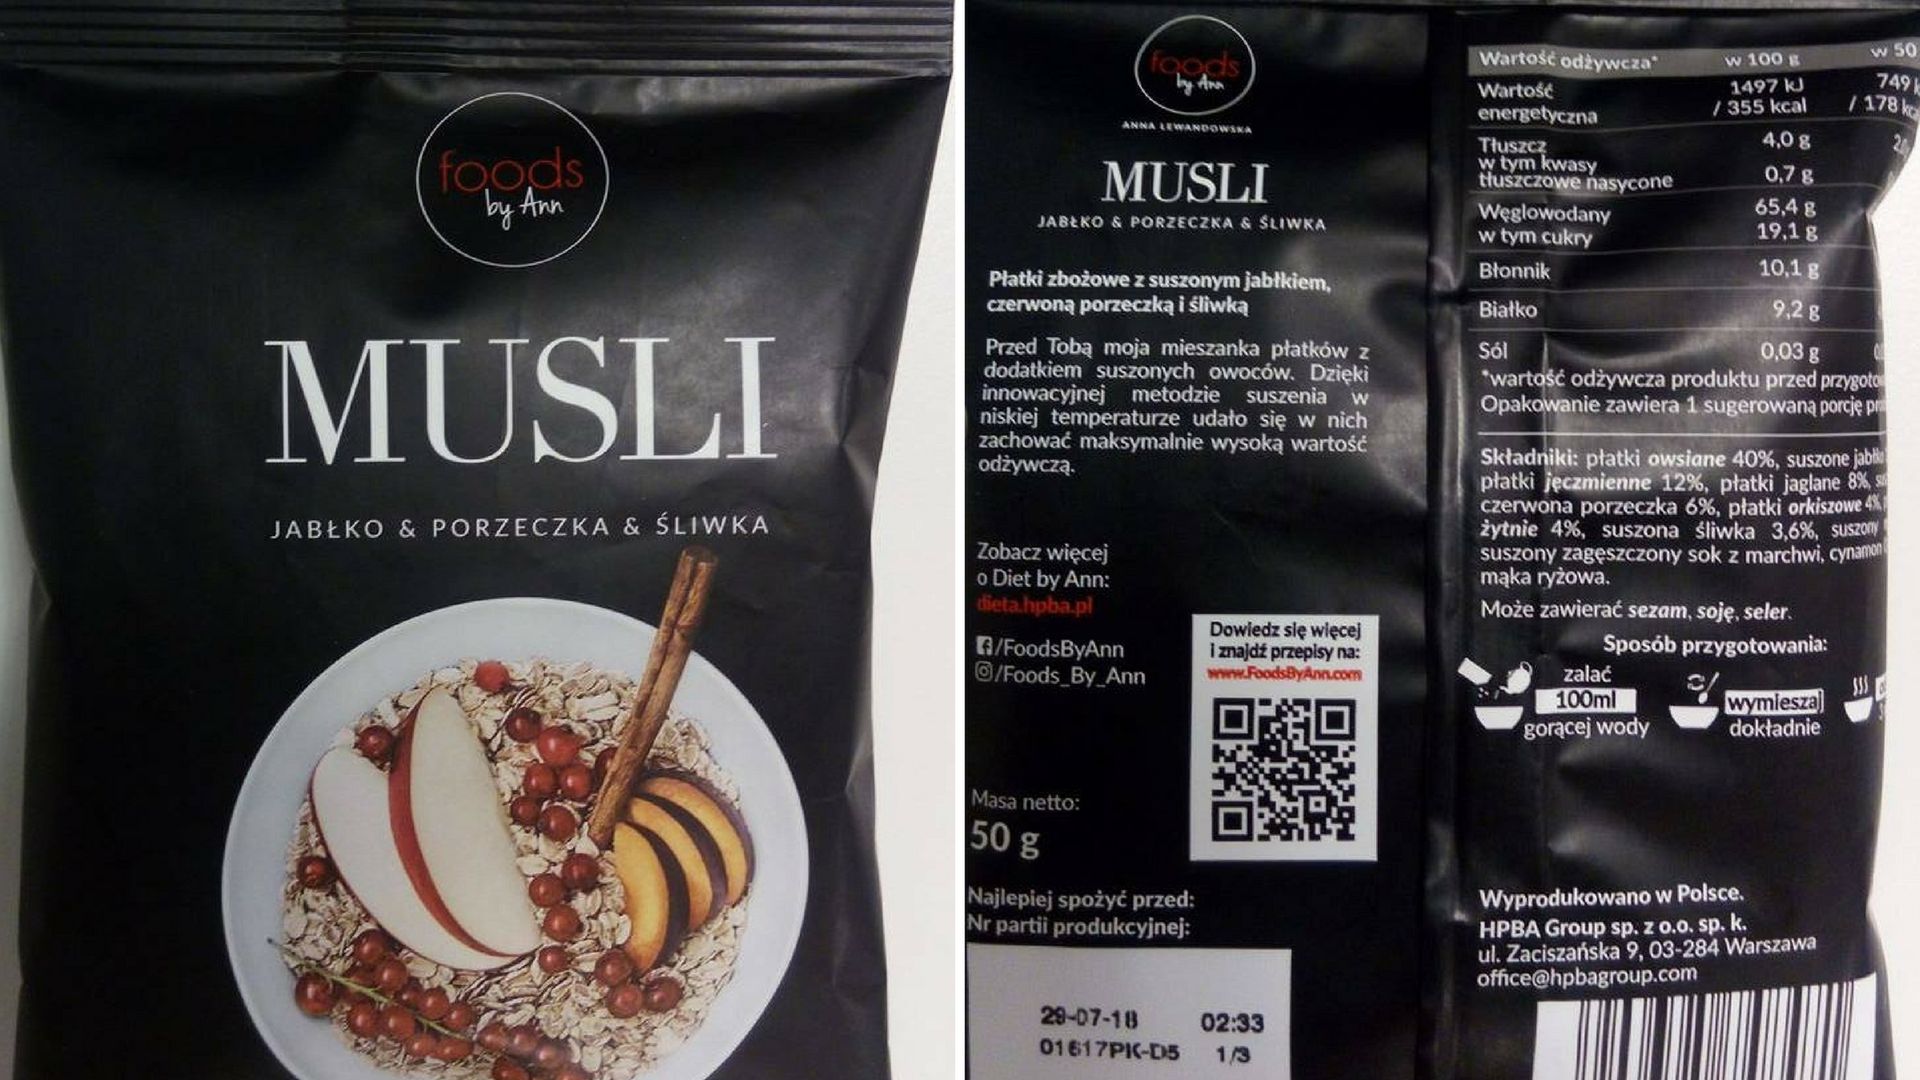 foods
by Ann
MUSLI
JABŁKO & PORZECZKA & ŚLIWKA
foods
by Ann
ANNA LEWANDOWSKA
MUSLI
JABŁKO & PORZECZKA & ŚLIWKA
Płatki zbożowe z suszonym jabłkiem,
czerwoną porzeczką i śliwką
Przed Tobą moja mieszanka płatków z
dodatkiem suszonych owoców. Dzięki
innowacyjnej metodzie suszenia w
niskiej temperaturze udało się w nich
zachować maksymalnie wysoką wartość
odżywczą.
Zobacz więcej
o Diet by Ann:
dieta.hpba.pl
/FoodsByAnn
/Foods_By_Ann
Dowiedz się więcej
i znajdź przepisy na:
www.FoodsByAnn.com
Masa netto:
50 g
Najlepiej spożyć przed:
Nr partii produkcyjnej:
29-07-18 02:33
01617PK-D5 1/3
Wartość odżywcza* w 100 g w 50
Wartość 1497 kJ 749
energetyczna / 355 kcal / 178
Tłuszcz 4,0 g
w tym kwasy
tłuszczowe nasycone 0,7 g
Węglowodany 65,4 g
w tym cukry 19,1 g
Błonnik 10,1 g
Białko 9,2 g
Sól 0,03 g
*wartość odżywcza produktu przed
Opakowanie zawiera 1 sugerowaną porcję
Składniki: płatki owsiane 40%, suszone
płatki jęczmienne 12%, płatki jaglane 8%,
czerwona porzeczka 6%, płatki orkiszowe 4%,
żytnie 4%, suszona śliwka 3,6%, suszony
suszony zagęszczony sok z marchwi, cynamon
mąka ryżowa.
Może zawierać sezam, soję, seler.
Sposób przygotowania:
zalać
100ml
gorącej wody
wymieszaj
dokładnie
Wyprodukowano w Polsce.
HPBA Group sp. z o.o. sp. k.
ul. Zaciszańska 9, 03-284 Warszawa
office@hpbagroup.com